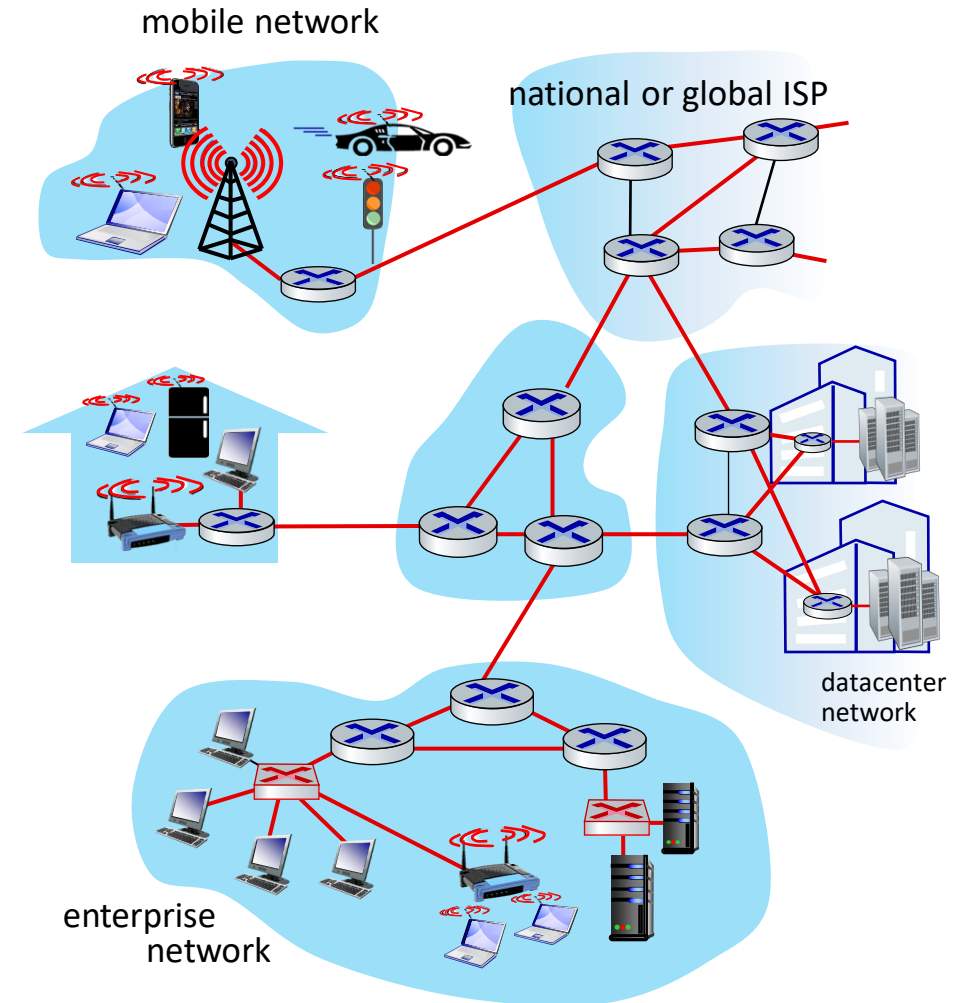 mobile network
national or global ISP
datacenter
network
enterprise
network